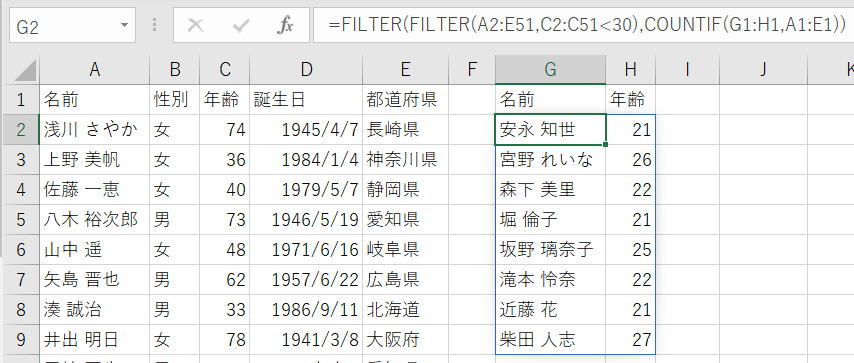 G2 fx =FILTER(FILTER(A2:E51,C2:C51<30),COUNTIF(G1:H1,A1:E1))
A B C D E F G H I J K
1 名前 性別 年齢 誕生日 都道府県 名前 年齢
2 浅川 さやか 女 74 1945/4/7 長崎県 安永 知世 21
3 上野 美帆 女 36 1984/1/4 神奈川県 宮野 れいな 26
4 佐藤 一恵 女 40 1979/5/7 静岡県 森下 美里 22
5 八木 裕次郎 男 73 1946/5/19 愛知県 堀 倫子 21
6 山中 遥 女 48 1971/6/16 岐阜県 坂野 璃奈子 25
7 矢島 晋也 男 62 1957/6/22 広島県 滝本 怜奈 22
8 湊 誠治 男 33 1986/9/11 北海道 近藤 花 21
9 井出 明日 女 78 1941/3/8 大阪府 柴田 人志 27